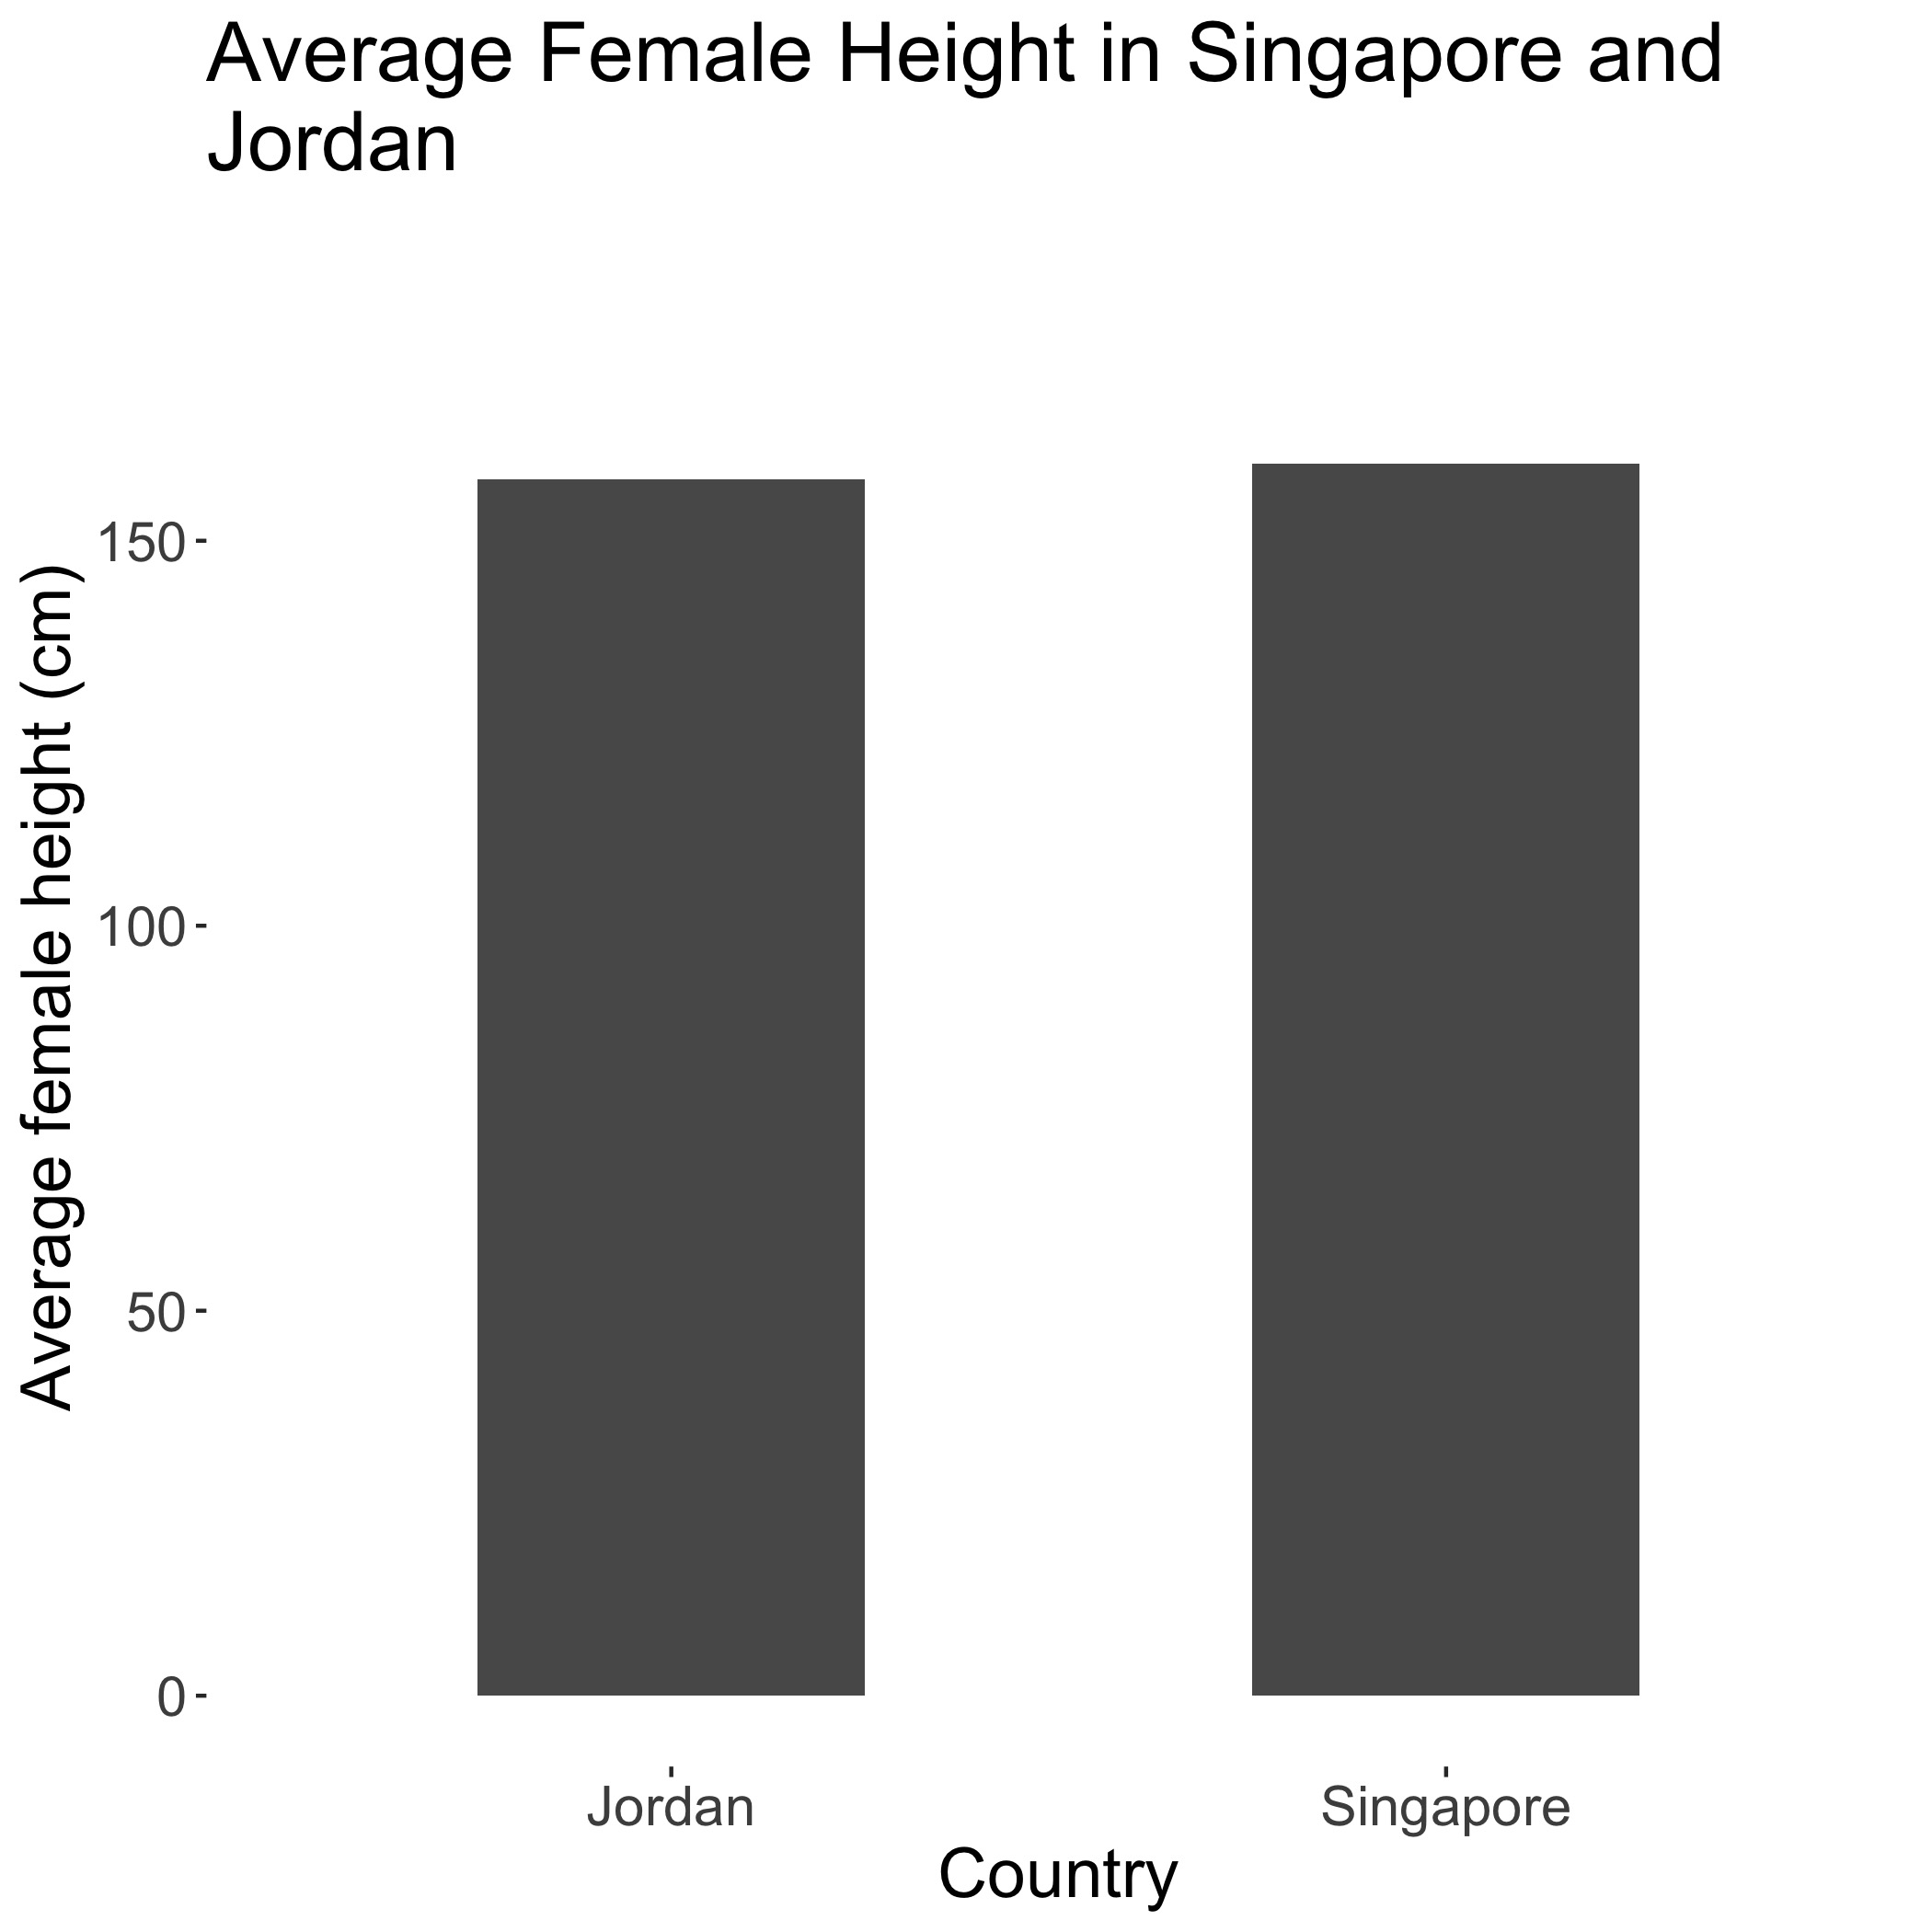 Average Female Height in Singapore and
Jordan
Average female height (cm)
150
100
50
0
Jordan
Singapore
Country